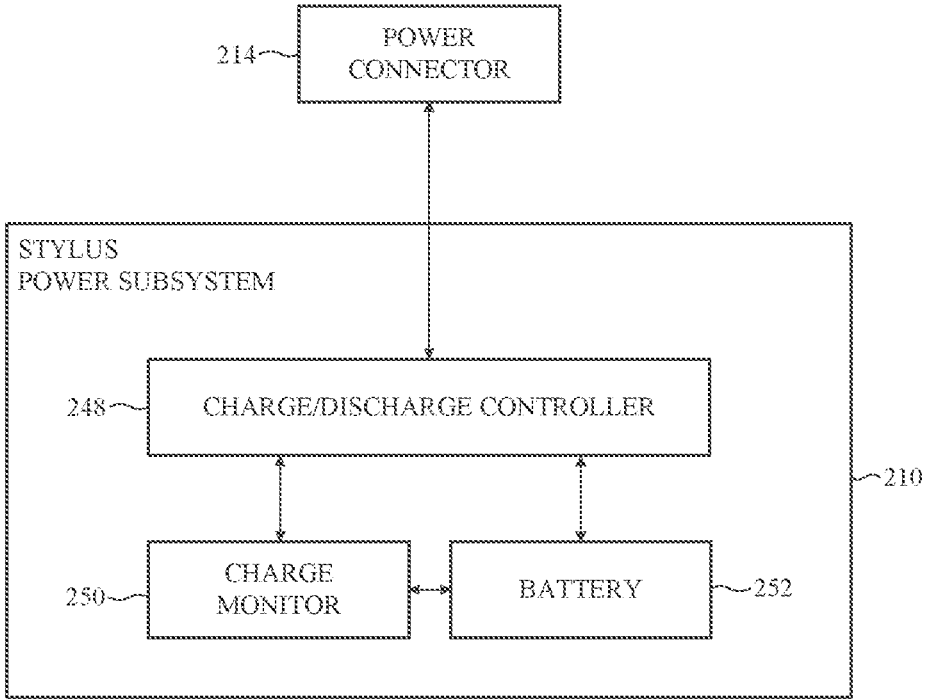 214
POWER
CONNECTOR
STYLUS
POWER SUBSYSTEM
248
CHARGE/DISCHARGE CONTROLLER
210
250
CHARGE
MONITOR
BATTERY
252